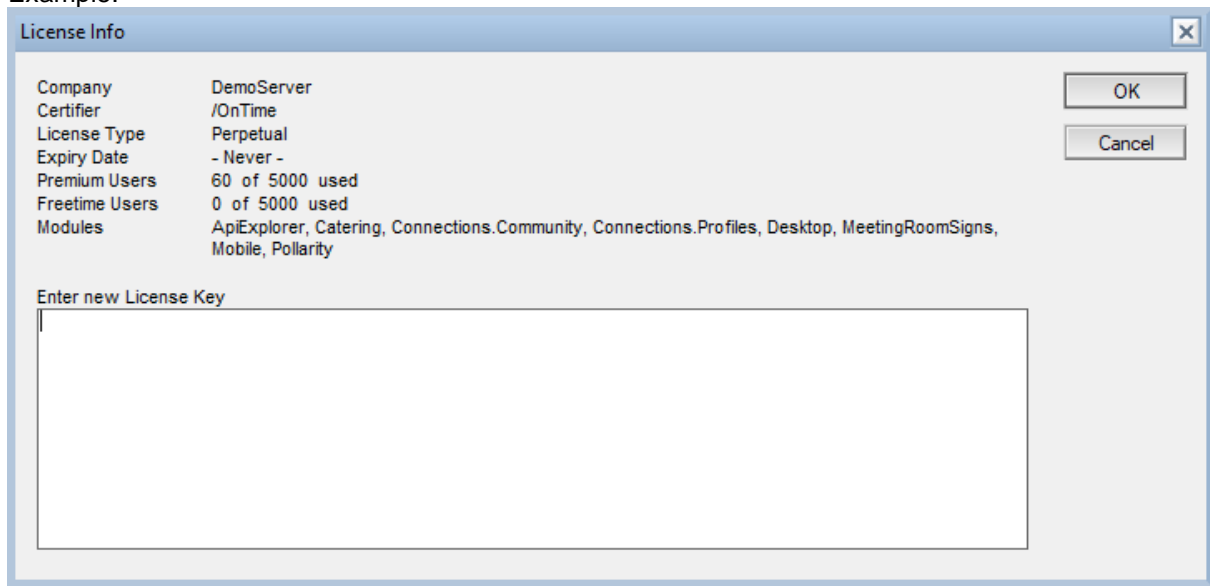 Example:
License Info
Company DemoServer
Certifier /OnTime
License Type Perpetual
Expiry Date - Never -
Premium Users 60 of 5000 used
Freetime Users 0 of 5000 used
Modules ApiExplorer, Catering, Connections.Community, Connections.Profiles, Desktop, MeetingRoomSigns,
Mobile, Pollarity
OK
Cancel
Enter new License Key